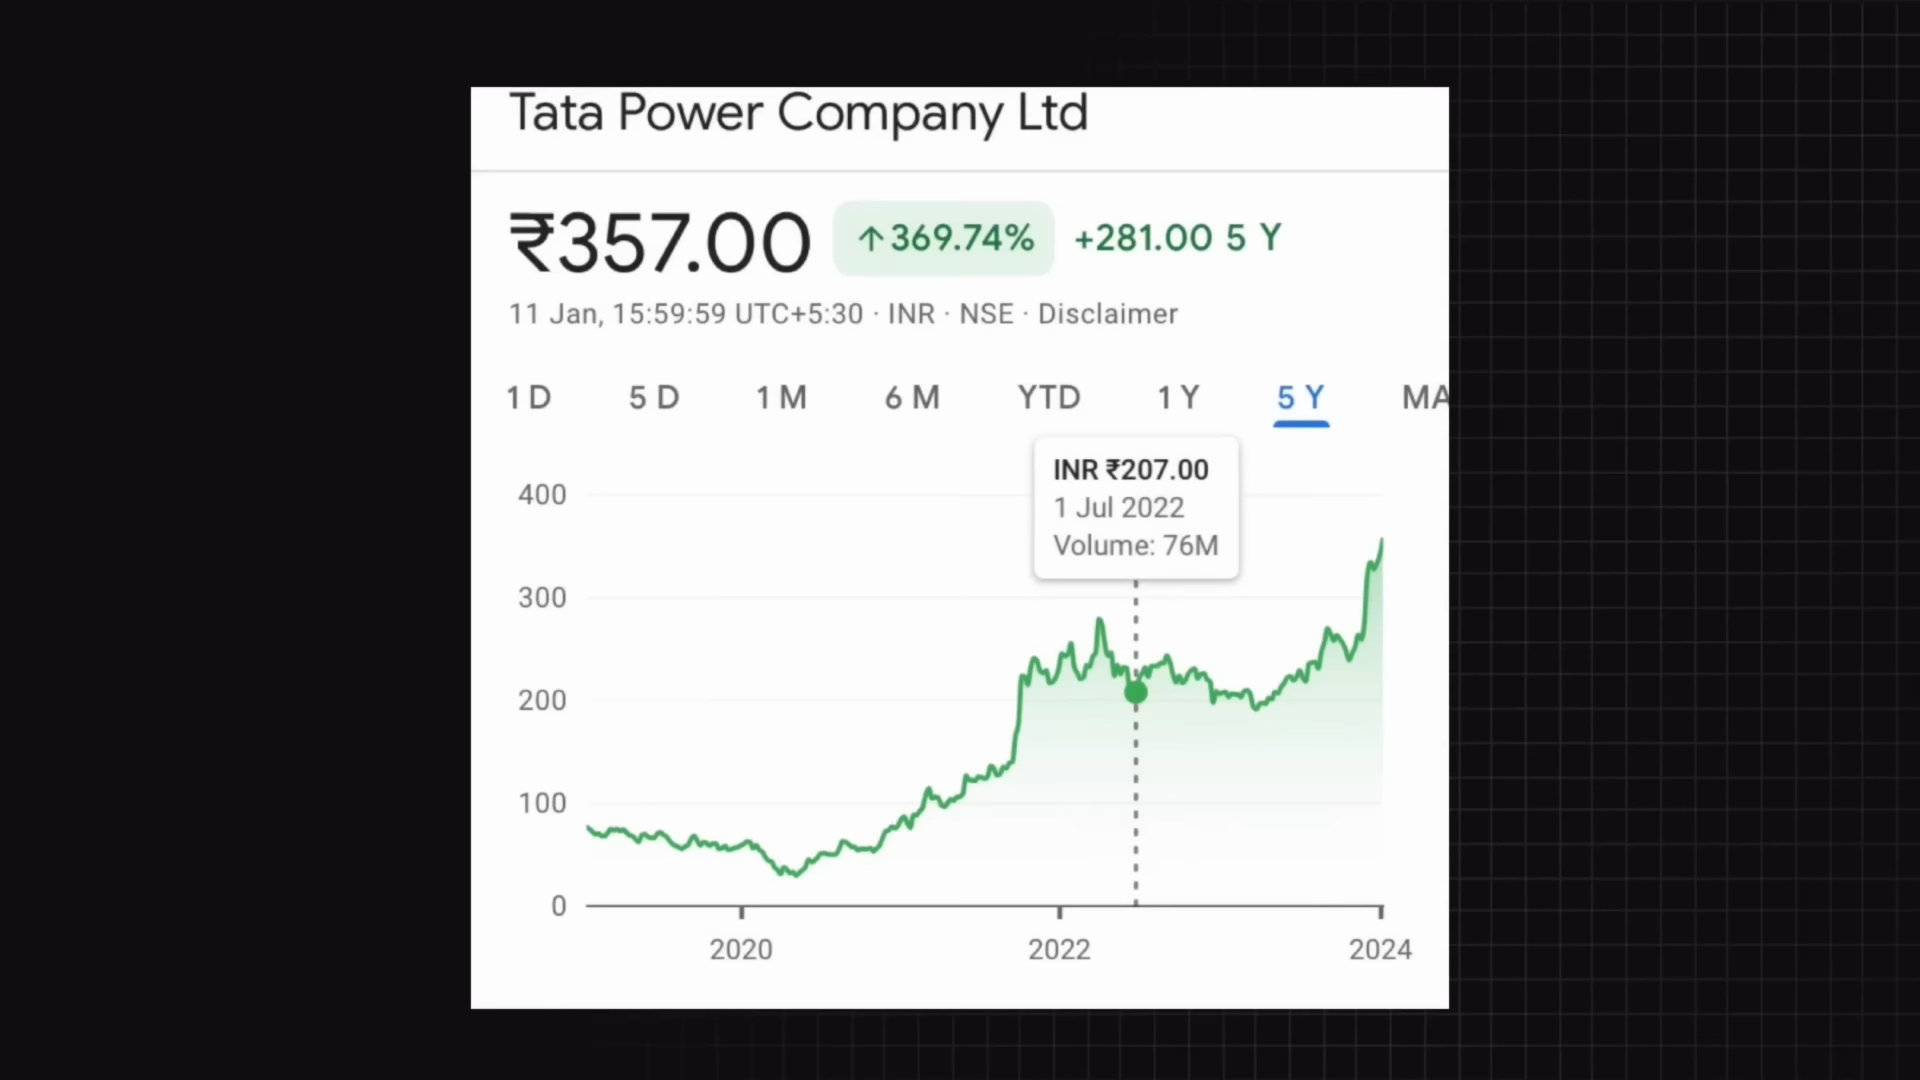 Tata Power Company Ltd
₹357.00 ↑369.74% +281.00 5 Y
11 Jan, 15:59:59 UTC+5:30 · INR · NSE · Disclaimer
1 D 5 D 1 M 6 M YTD 1 Y 5 Y MA
INR ₹207.00
1 Jul 2022
Volume: 76M
400
300
200
100
0
2020 2022 2024